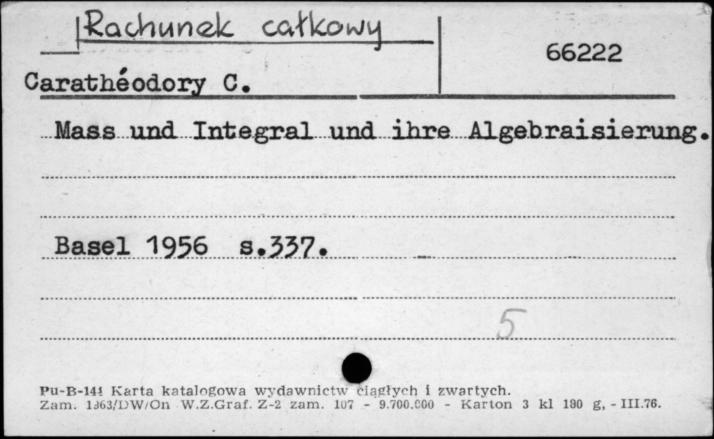 Rachunek całkowy
66222
Carathéodory C.
Mass und Integral und ihre Algebraisierung.
Basel 1956 s.337.
5
Pu-B-141 Karta katalogowa wydawnictw ciągłych i zwartych.
Zam. 1363/DW/On W.Z.Graf. Z-2 zam. 107 - 9.700.000 - Karton 3 kl 180 g, - III.76.